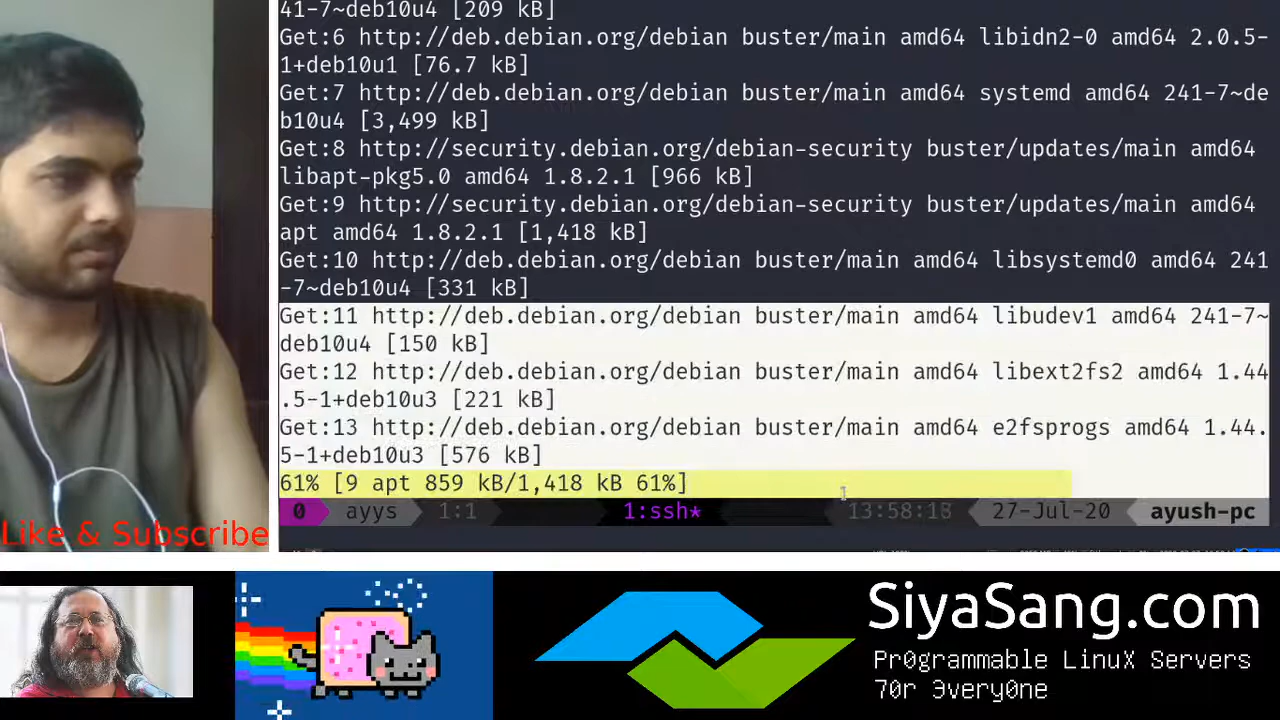 41-7~deb10u4 [209 kB]
Get:6 http://deb.debian.org/debian buster/main amd64 libidn2-0 amd64 2.0.5-
1+deb10u1 [76.7 kB]
Get:7 http://deb.debian.org/debian buster/main amd64 systemd amd64 241-7~de
b10u4 [3,499 kB]
Get:8 http://security.debian.org/debian-security buster/updates/main amd64
libapt-pkg5.0 amd64 1.8.2.1 [966 kB]
Get:9 http://security.debian.org/debian-security buster/updates/main amd64
apt amd64 1.8.2.1 [1,418 kB]
Get:10 http://deb.debian.org/debian buster/main amd64 libsystemd0 amd64 241
-7~deb10u4 [331 kB]
Get:11 http://deb.debian.org/debian buster/main amd64 libudev1 amd64 241-7~
deb10u4 [150 kB]
Get:12 http://deb.debian.org/debian buster/main amd64 libext2fs2 amd64 1.44
.5-1+deb10u3 [221 kB]
Get:13 http://deb.debian.org/debian buster/main amd64 e2fsprogs amd64 1.44.
5-1+deb10u3 [576 kB]
61% [9 apt 859 kB/1,418 kB 61%]
0 ayys 1:1 1:ssh* 13:58:18 27-Jul-20 ayush-pc
Like & Subscribe
SiyaSang.com
Pr0grammable LinuX Servers
70r 3very0ne